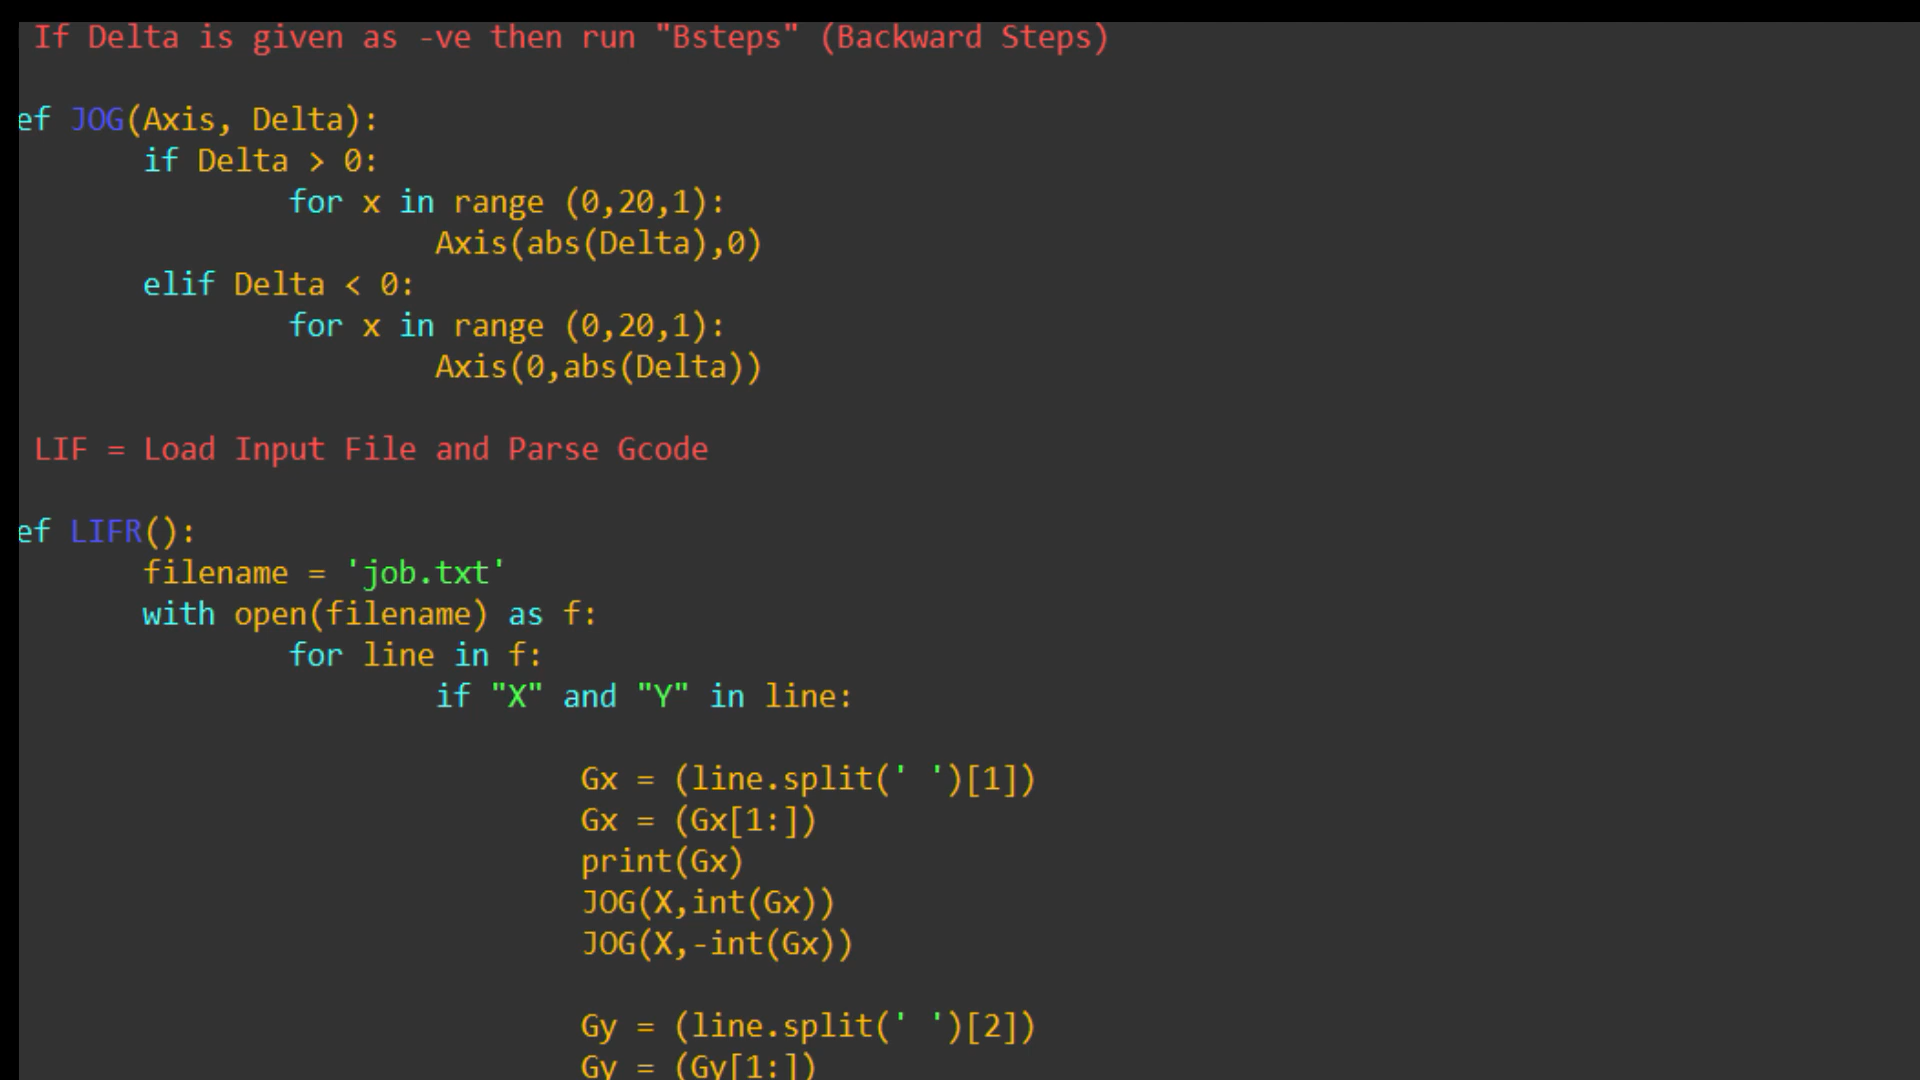 If Delta is given as -ve then run "Bsteps" (Backward Steps)
ef JOG(Axis, Delta):
if Delta > 0:
for x in range (0,20,1):
Axis(abs(Delta),0)
elif Delta < 0:
for x in range (0,20,1):
Axis(0,abs(Delta))
LIF = Load Input File and Parse Gcode
ef LIFR():
filename = 'job.txt'
with open(filename) as f:
for line in f:
if "X" and "Y" in line:
Gx = (line.split(' ')[1])
Gx = (Gx[1:])
print(Gx)
JOG(X,int(Gx))
JOG(X,-int(Gx))
Gy = (line.split(' ')[2])
Gy = (Gy[1:])